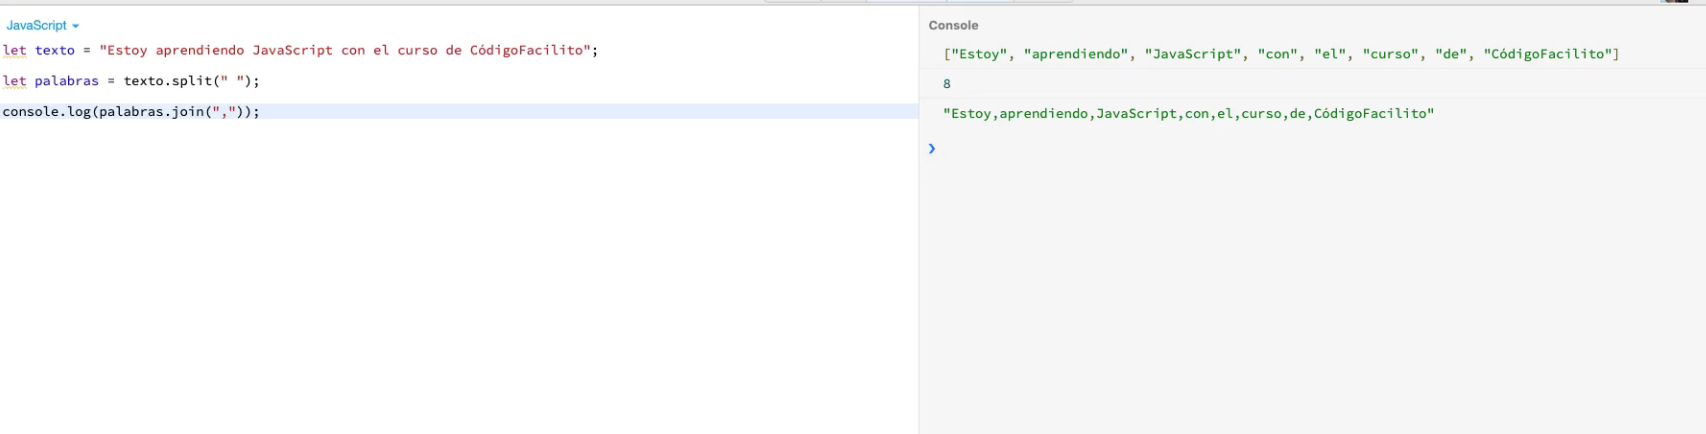 JavaScript
let texto = "Estoy aprendiendo JavaScript con el curso de CódigoFacilito";
let palabras = texto.split(" ");
console.log(palabras.join(","));
Console
["Estoy", "aprendiendo", "JavaScript", "con", "el", "curso", "de", "CódigoFacilito"]
8
"Estoy,aprendiendo,JavaScript,con,el,curso,de,CódigoFacilito"